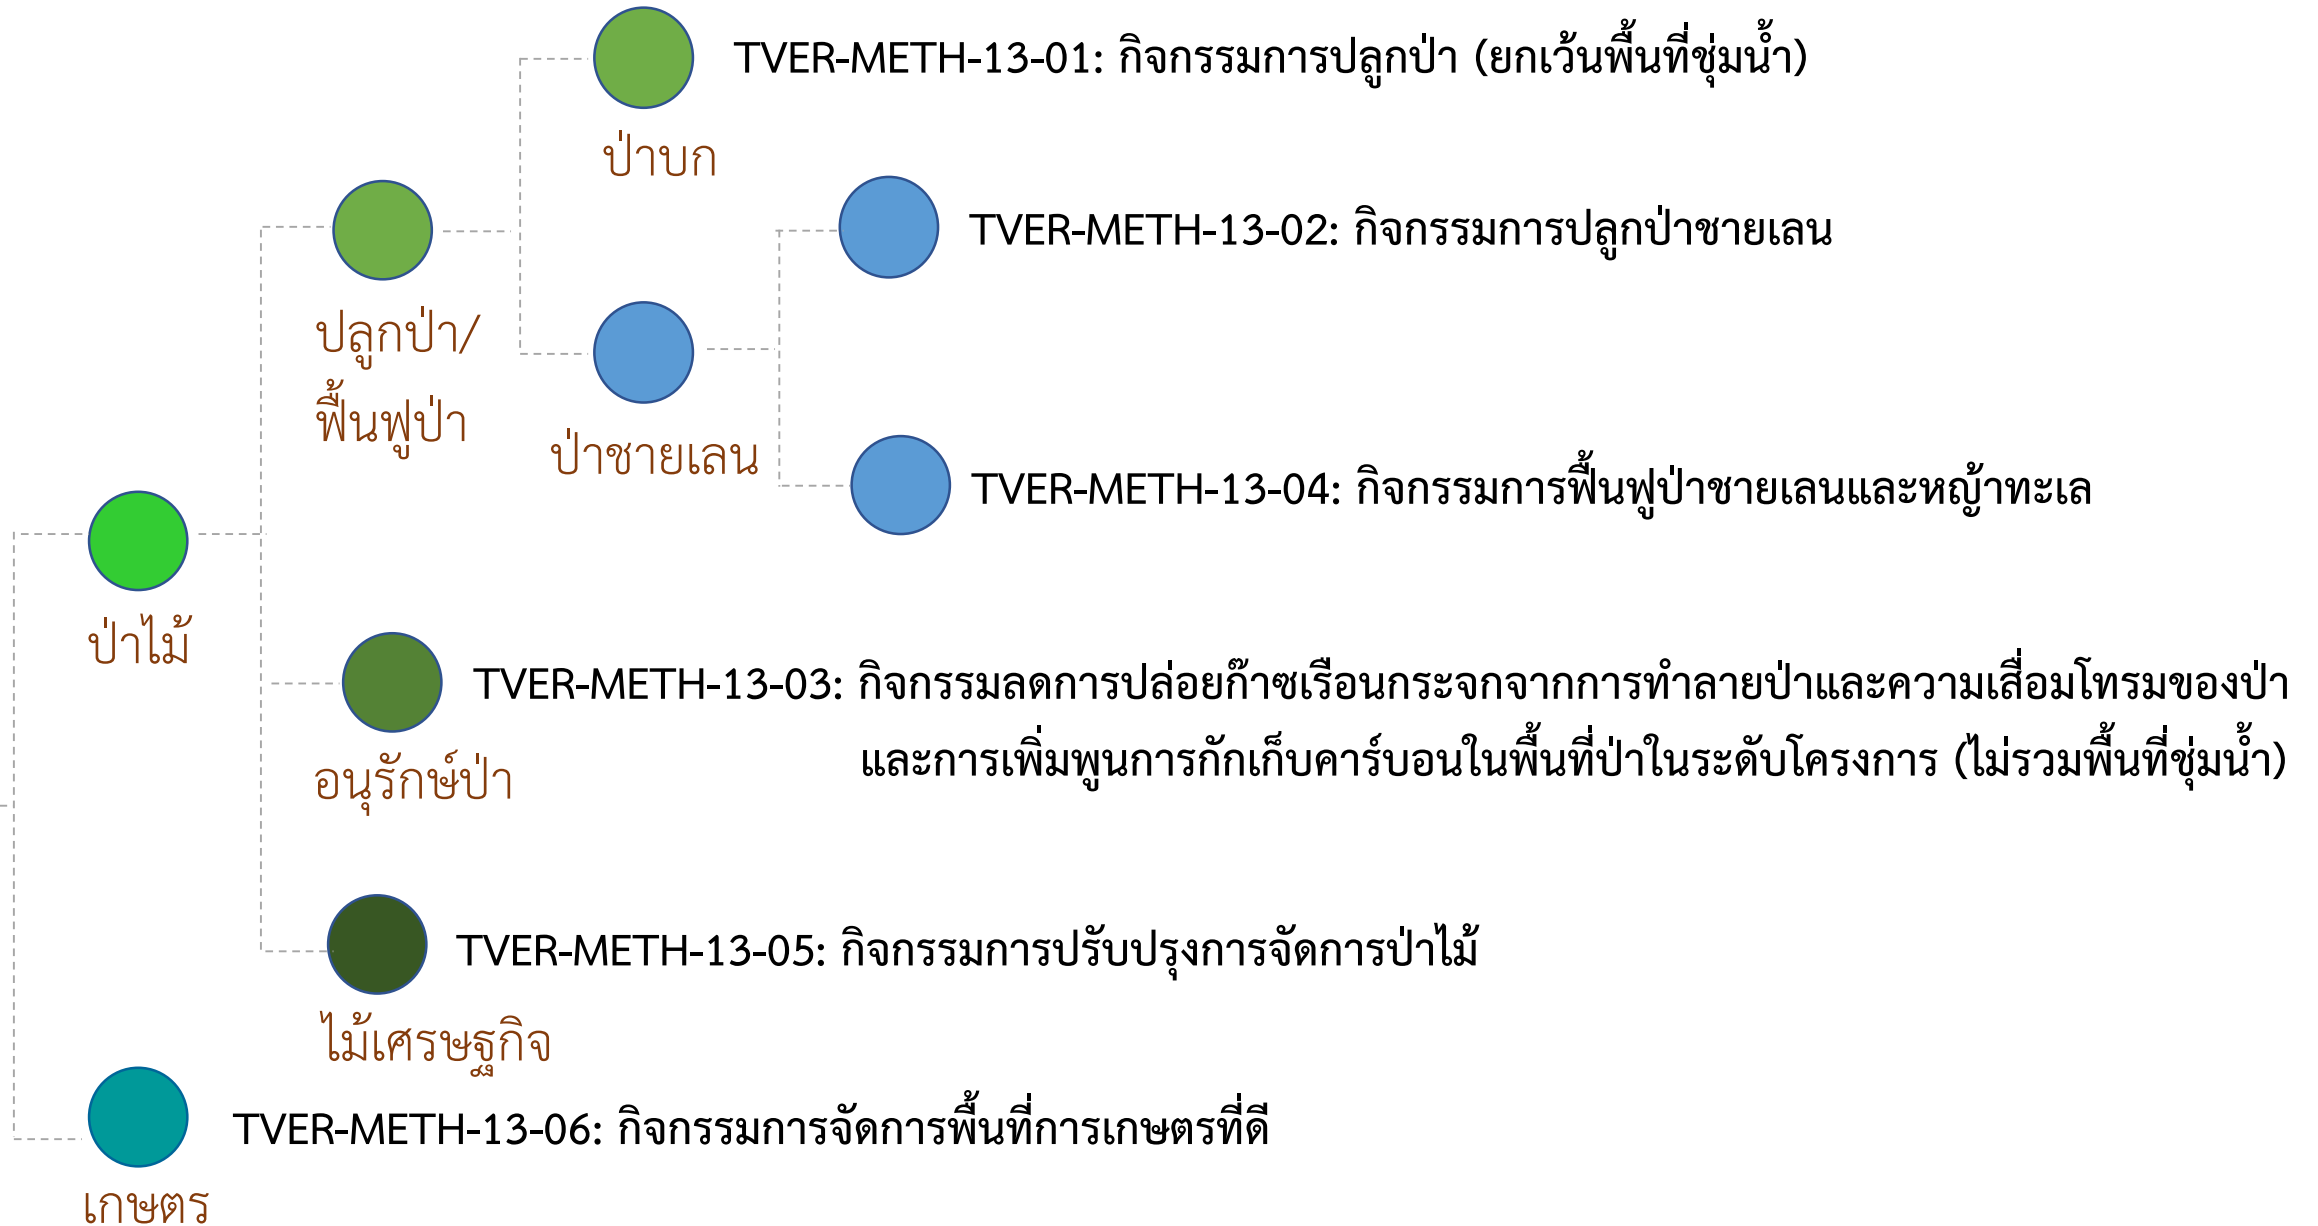 TVER-METH-13-01: กิจกรรมการปลูกป่า (ยกเว้นพื้นที่ชุ่มน้ำ)
ป่าบก
TVER-METH-13-02: กิจกรรมการปลูกป่าชายเลน
ปลูกป่า/
ฟื้นฟูป่า
ป่าชายเลน
TVER-METH-13-04: กิจกรรมการฟื้นฟูป่าชายเลนและหญ้าทะเล
ป่าไม้
TVER-METH-13-03: กิจกรรมลดการปล่อยก๊าซเรือนกระจกจากการทำลายป่าและความเสื่อมโทรมของป่า
และการเพิ่มพูนการกักเก็บคาร์บอนในพื้นที่ป่าในระดับโครงการ (ไม่รวมพื้นที่ชุ่มน้ำ)
อนุรักษ์ป่า
TVER-METH-13-05: กิจกรรมการปรับปรุงการจัดการป่าไม้
ไม้เศรษฐกิจ
TVER-METH-13-06: กิจกรรมการจัดการพื้นที่การเกษตรที่ดี
เกษตร